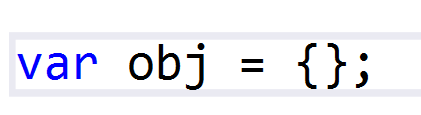 var obj = {};